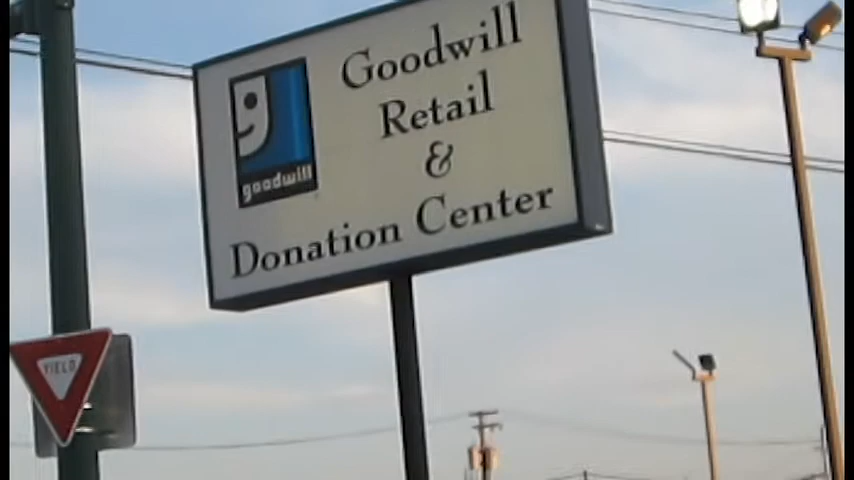 Goodwill
Retail
&
Donation Center
goodwill
YIELD